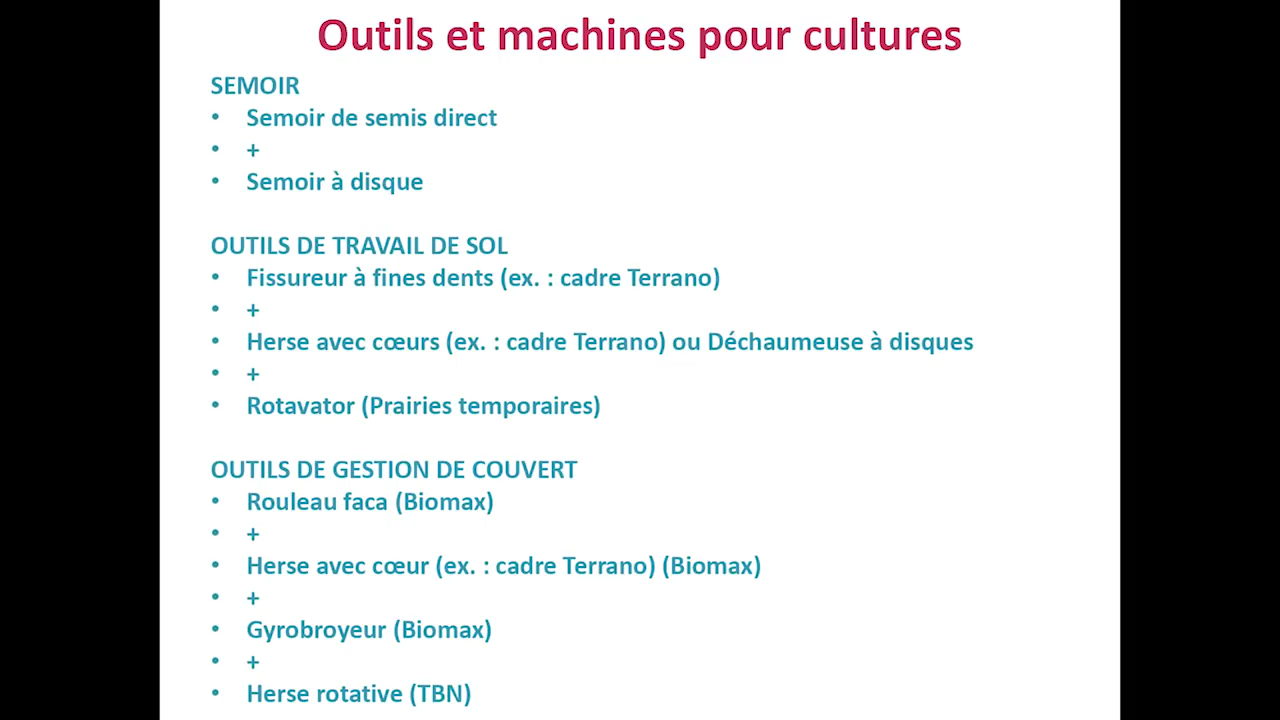 Outils et machines pour cultures
SEMOIR
• Semoir de semis direct
• +
• Semoir à disque
OUTILS DE TRAVAIL DE SOL
• Fissureur à fines dents (ex. : cadre Terrano)
• +
• Herse avec cœurs (ex. : cadre Terrano) ou Déchaumeuse à disques
• +
• Rotavator (Prairies temporaires)
OUTILS DE GESTION DE COUVERT
• Rouleau faca (Biomax)
• +
• Herse avec cœur (ex. : cadre Terrano) (Biomax)
• +
• Gyrobroyeur (Biomax)
• +
• Herse rotative (TBN)